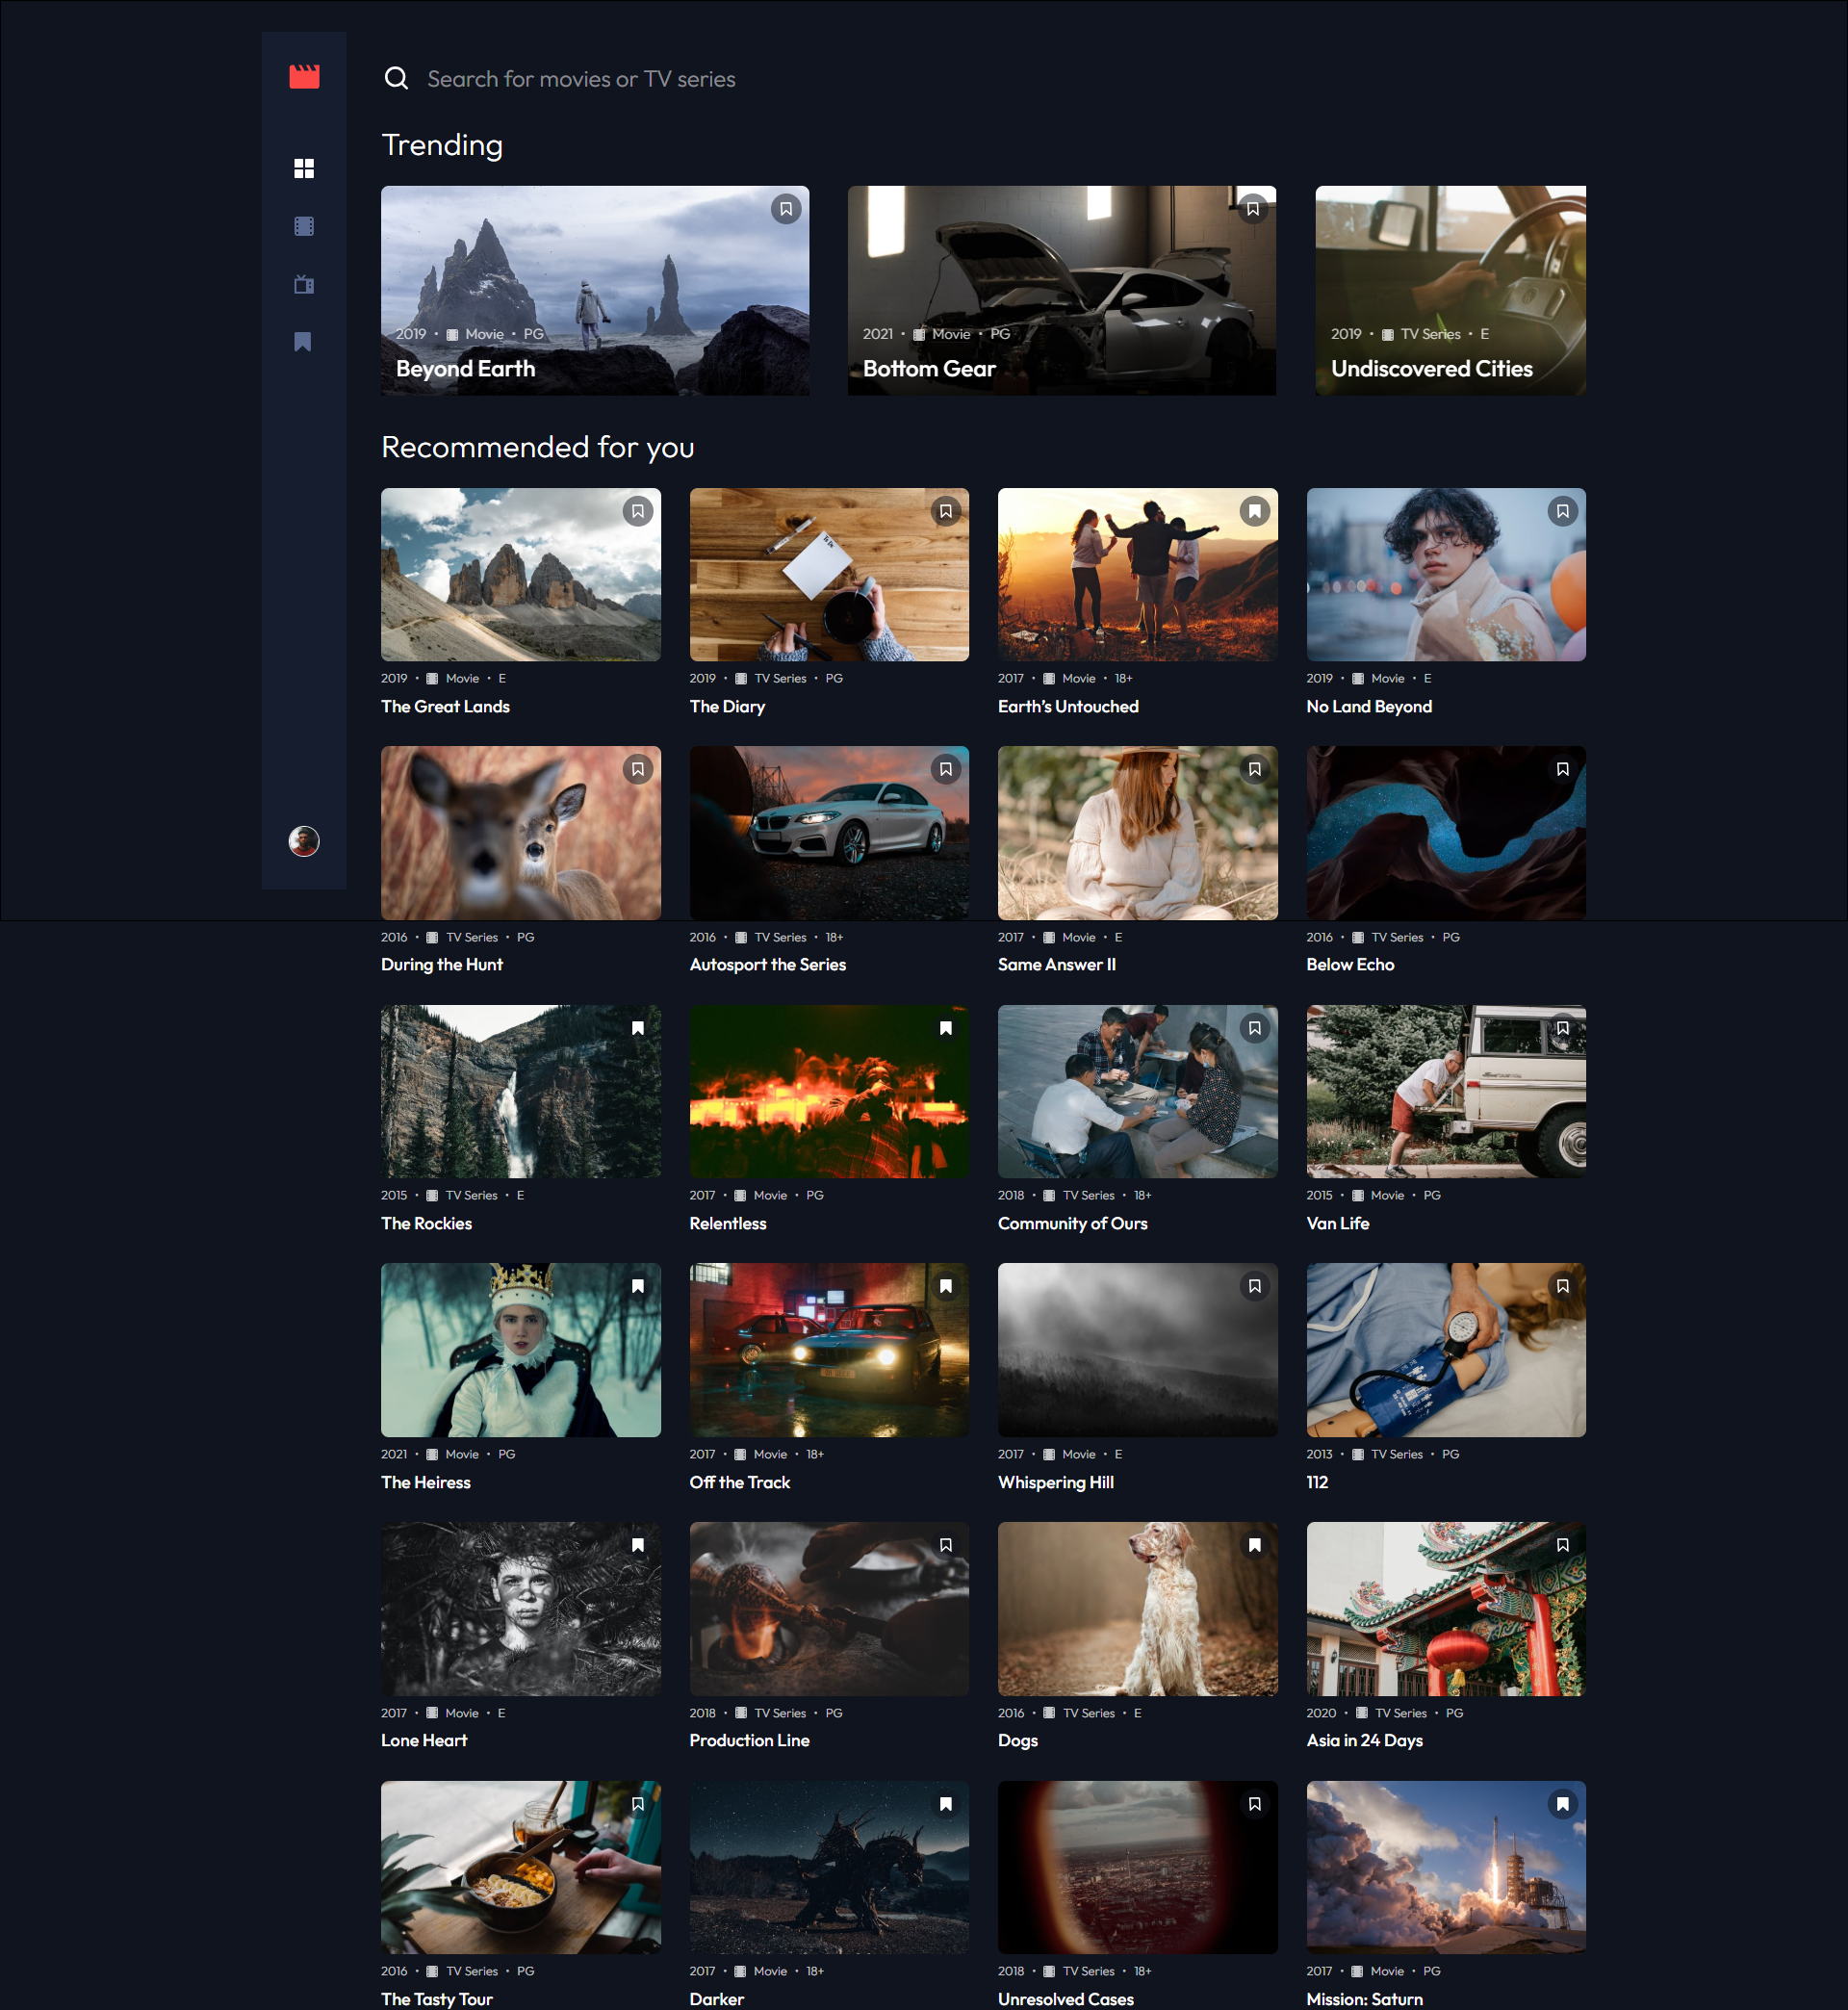 Search for movies or TV series
Trending
2019 • Movie • PG
Beyond Earth
2021 • Movie • PG
Bottom Gear
2019 • TV Series • E
Undiscovered Cities
Recommended for you
2019 • Movie • E
The Great Lands
2019 • TV Series • PG
The Diary
2017 • Movie • 18+
Earth’s Untouched
2019 • Movie • E
No Land Beyond
2016 • TV Series • PG
During the Hunt
2016 • TV Series • 18+
Autosport the Series
2017 • Movie • E
Same Answer II
2016 • TV Series • PG
Below Echo
2015 • TV Series • E
The Rockies
2017 • Movie • PG
Relentless
2018 • TV Series • 18+
Community of Ours
2015 • Movie • PG
Van Life
2021 • Movie • PG
The Heiress
2017 • Movie • 18+
Off the Track
2017 • Movie • E
Whispering Hill
2013 • TV Series • PG
112
2017 • Movie • E
Lone Heart
2018 • TV Series • PG
Production Line
2016 • TV Series • E
Dogs
2020 • TV Series • PG
Asia in 24 Days
2016 • TV Series • PG
The Tasty Tour
2017 • Movie • 18+
Darker
2018 • TV Series • 18+
Unresolved Cases
2017 • Movie • PG
Mission: Saturn